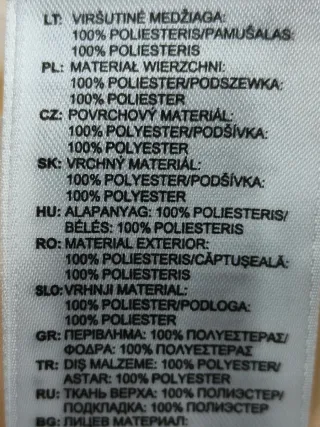 LT: VIRŠUTINĖ MEDŽIAGA:
100% POLIESTERIS/PAMUŠALAS:
100% POLIESTERIS
PL: MATERIAŁ WIERZCHNI:
100% POLIESTER/PODSZEWKA:
100% POLIESTER
CZ: POVRCHOVÝ MATERIÁL:
100% POLYESTER/PODŠÍVKA:
100% POLYESTER
SK: VRCHNÝ MATERIÁL:
100% POLYESTER/PODŠÍVKA:
100% POLYESTER
HU: ALAPANYAG: 100% POLIESTERIS/
BÉLÉS: 100% POLIESTERIS
RO: MATERIAL EXTERIOR:
100% POLIESTERIS/CĂPTUȘEALĂ:
100% POLIESTERIS
SLO: VRHNJI MATERIAL:
100% POLIESTER/PODLOGA:
100% POLIESTER
GR: ΠΕΡΙΒΛΗΜΑ: 100% ΠΟΛΥΕΣΤΕΡΑΣ/
ΦΟΔΡΑ: 100% ΠΟΛΥΕΣΤΕΡΑΣ
TR: DIŞ MALZEME: 100% POLYESTER/
ASTAR: 100% POLYESTER
RU: ТКАНЬ ВЕРХА: 100% ПОЛИЭСТЕР/
ПОДКЛАДКА: 100% ПОЛИЭСТЕР
BG: ЛИЦЕВ МАТЕРИАЛ: